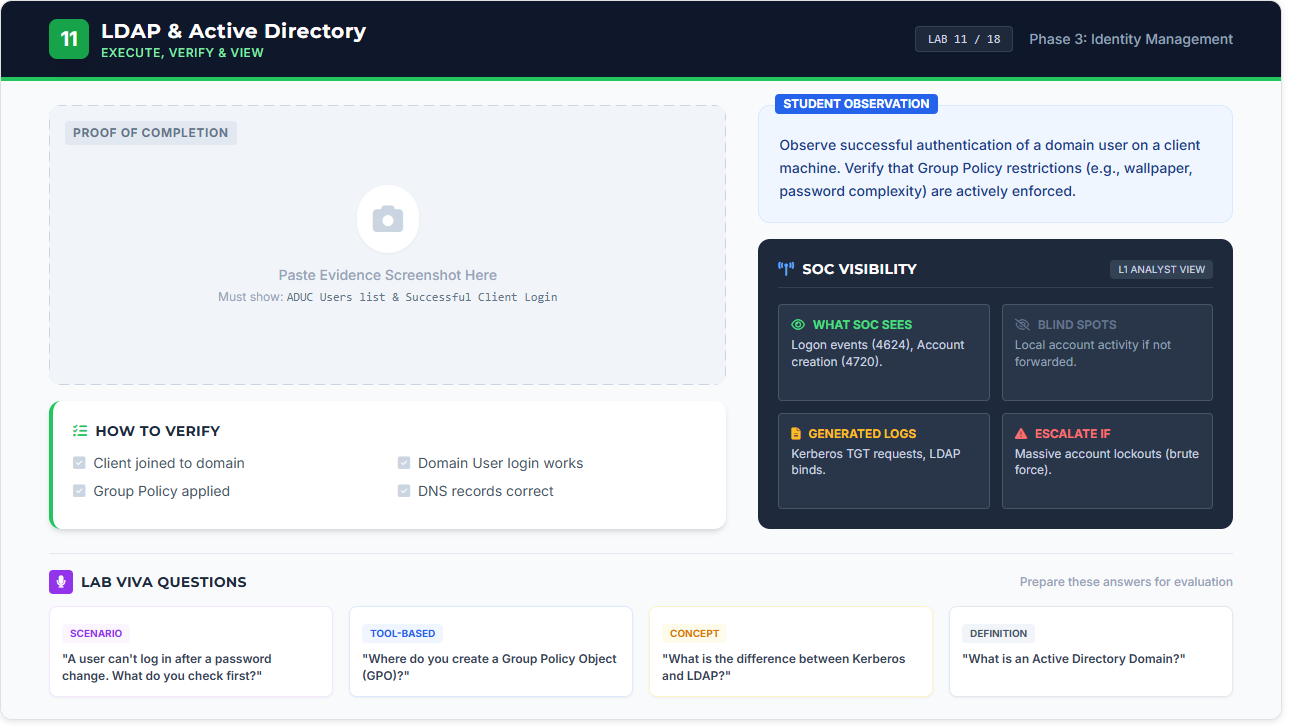 11
LDAP & Active Directory
EXECUTE, VERIFY & VIEW
LAB 11 / 18
Phase 3: Identity Management
PROOF OF COMPLETION
Paste Evidence Screenshot Here
Must show: ADUC Users list & Successful Client Login
HOW TO VERIFY
Client joined to domain
Domain User login works
Group Policy applied
DNS records correct
STUDENT OBSERVATION
Observe successful authentication of a domain user on a client
machine. Verify that Group Policy restrictions (e.g., wallpaper,
password complexity) are actively enforced.
SOC VISIBILITY
L1 ANALYST VIEW
WHAT SOC SEES
Logon events (4624), Account
creation (4720).
BLIND SPOTS
Local account activity if not
forwarded.
GENERATED LOGS
Kerberos TGT requests, LDAP
binds.
ESCALATE IF
Massive account lockouts (brute
force).
LAB VIVA QUESTIONS
Prepare these answers for evaluation
SCENARIO
"A user can't log in after a password
change. What do you check first?"
TOOL-BASED
"Where do you create a Group Policy Object
(GPO)?"
CONCEPT
"What is the difference between Kerberos
and LDAP?"
DEFINITION
"What is an Active Directory Domain?"